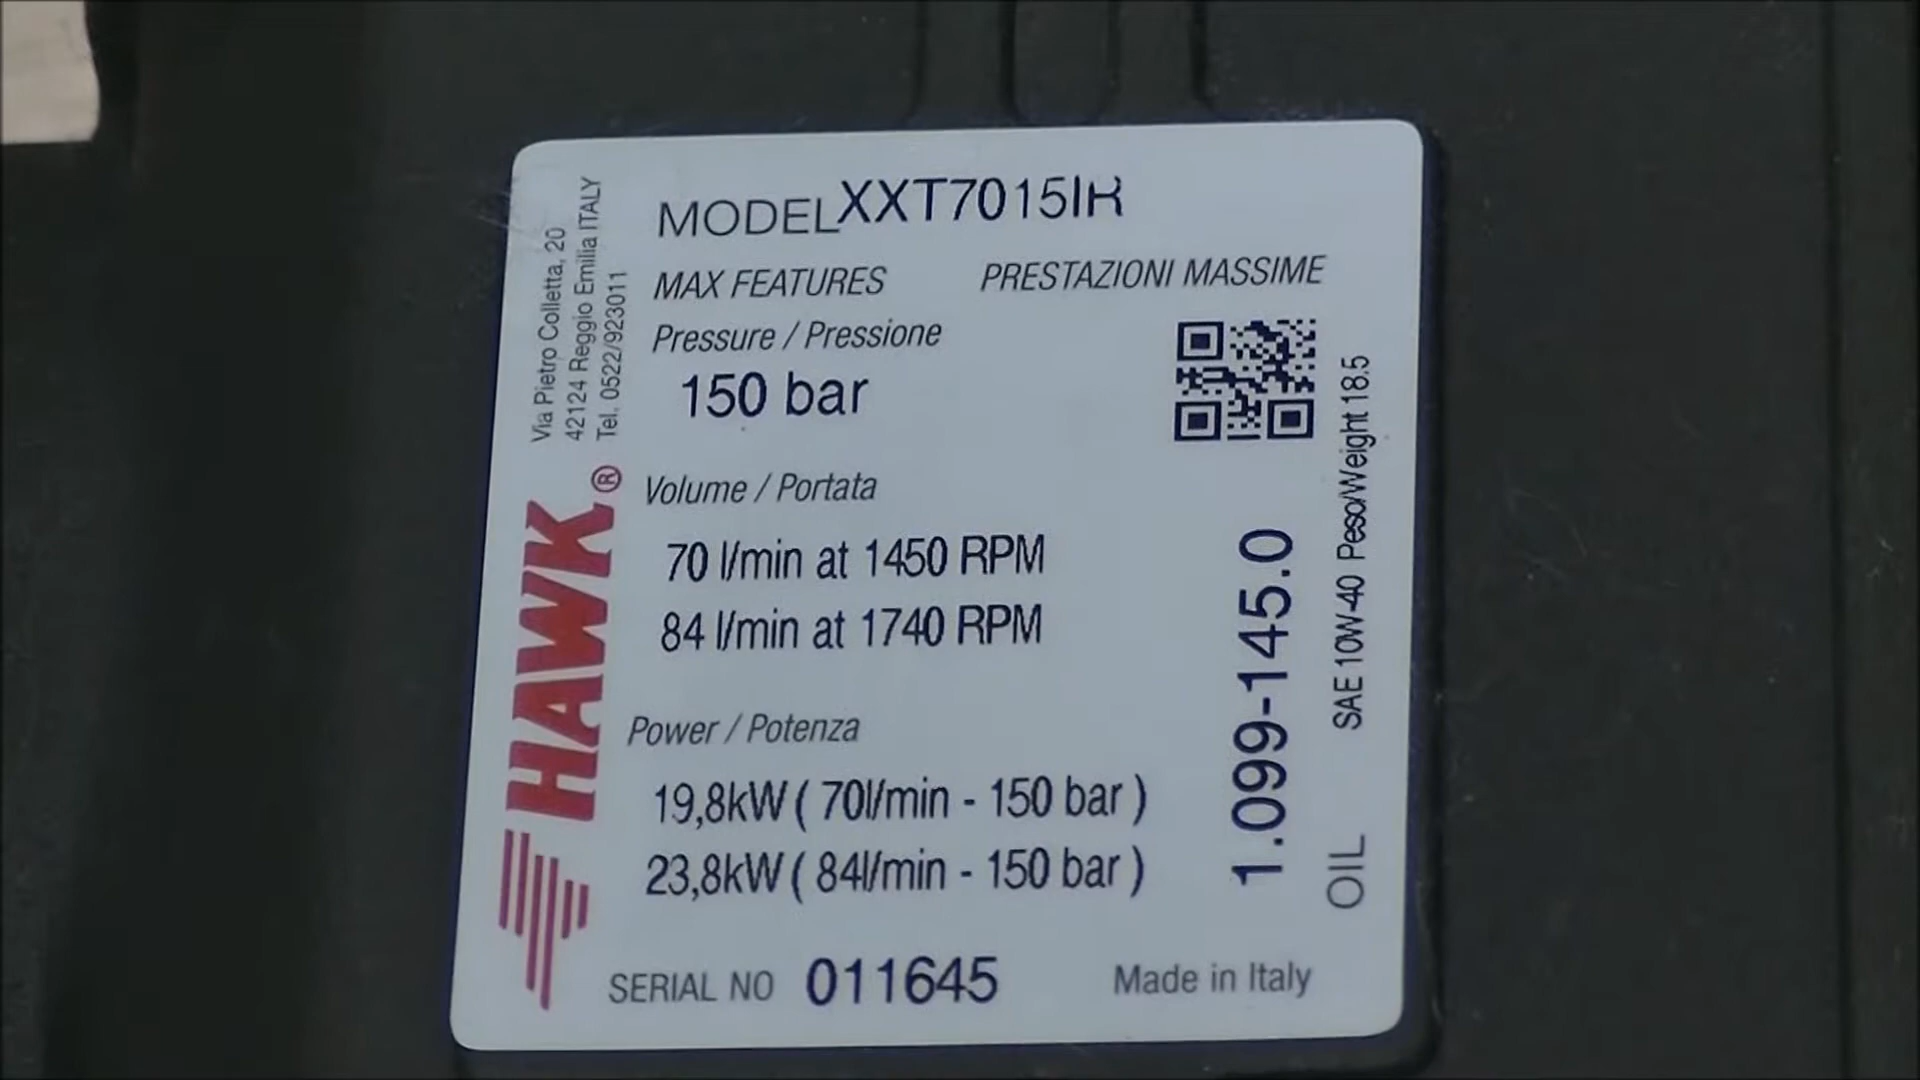 MODEL XXT7015IR
MAX FEATURES PRESTAZIONI MASSIME
Pressure / Pressione
150 bar
Volume / Portata
70 l/min at 1450 RPM
84 l/min at 1740 RPM
Power / Potenza
19,8kW ( 70l/min - 150 bar )
23,8kW ( 84l/min - 150 bar )
SERIAL NO 011645
Made in Italy
Via Pietro Colletta, 20
42124 Reggio Emilia ITALY
Tel. 0522/923011
HAWK®
1.099-145.0
OIL SAE 10W-40 Peso/Weight 18.5